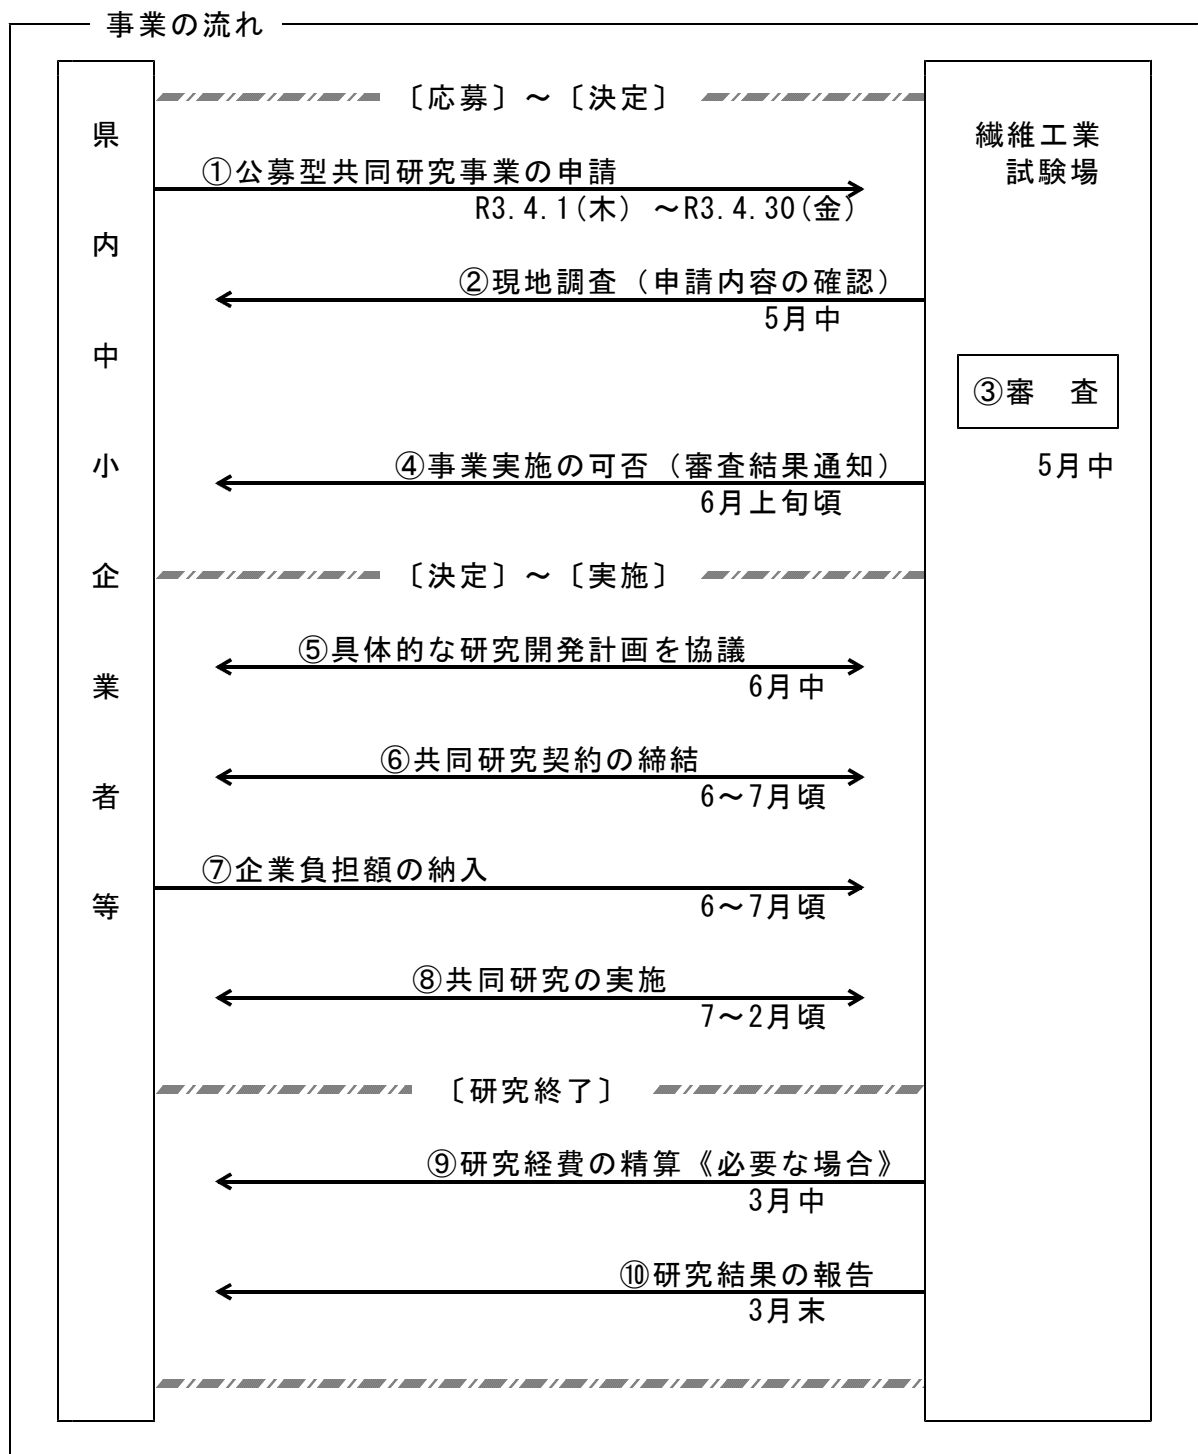 事業の流れ
〔応募〕～〔決定〕
県内中小企業者等
繊維工業
試験場
①公募型共同研究事業の申請
R3.4.1(木) ～R3.4.30(金)
②現地調査（申請内容の確認）
5月中
③審　査
5月中
④事業実施の可否（審査結果通知）
6月上旬頃
〔決定〕～〔実施〕
⑤具体的な研究開発計画を協議
6月中
⑥共同研究契約の締結
6～7月頃
⑦企業負担額の納入
6～7月頃
⑧共同研究の実施
7～2月頃
〔研究終了〕
⑨研究経費の精算《必要な場合》
3月中
⑩研究結果の報告
3月末